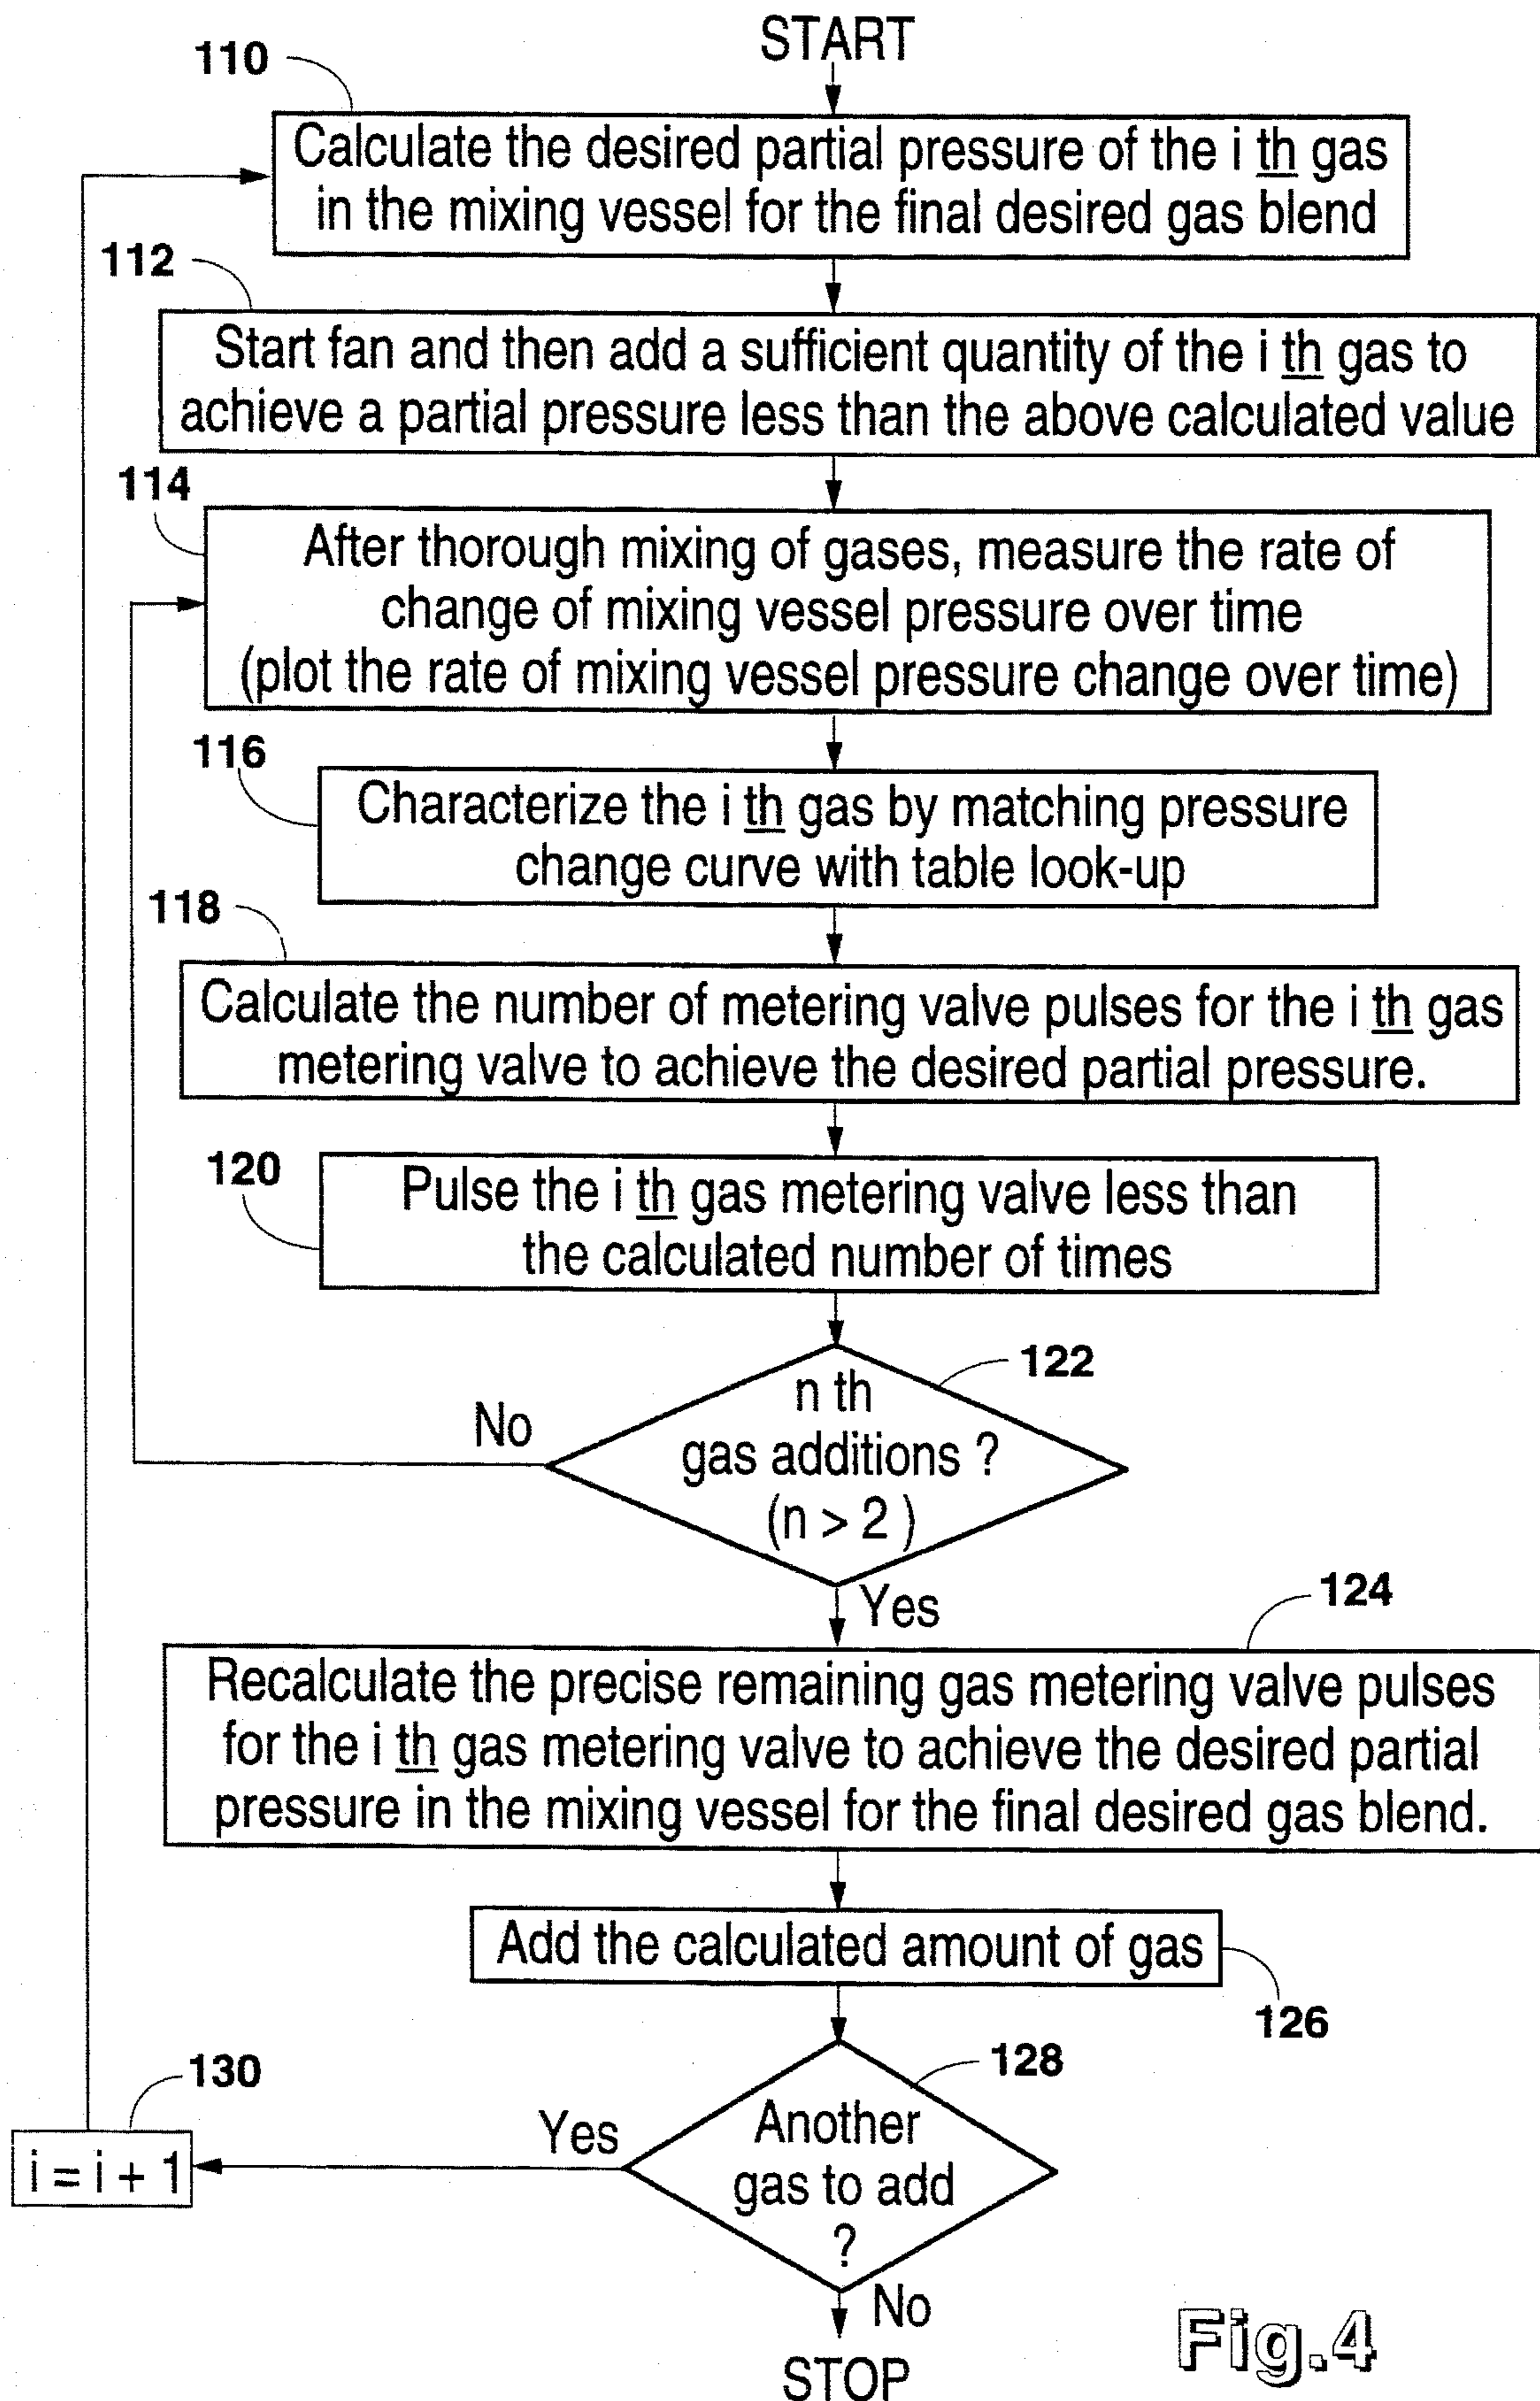 START
110
Calculate the desired partial pressure of the i th gas
in the mixing vessel for the final desired gas blend
112
Start fan and then add a sufficient quantity of the i th gas to
achieve a partial pressure less than the above calculated value
114
After thorough mixing of gases, measure the rate of
change of mixing vessel pressure over time
(plot the rate of mixing vessel pressure change over time)
116
Characterize the i th gas by matching pressure
change curve with table look-up
118
Calculate the number of metering valve pulses for the i th gas
metering valve to achieve the desired partial pressure.
120
Pulse the i th gas metering valve less than
the calculated number of times
122
n th
gas additions ?
(n > 2 )
No
Yes
124
Recalculate the precise remaining gas metering valve pulses
for the i th gas metering valve to achieve the desired partial
pressure in the mixing vessel for the final desired gas blend.
Add the calculated amount of gas
126
128
Another
gas to add
?
Yes
130
i = i + 1
No
STOP
Fig.4